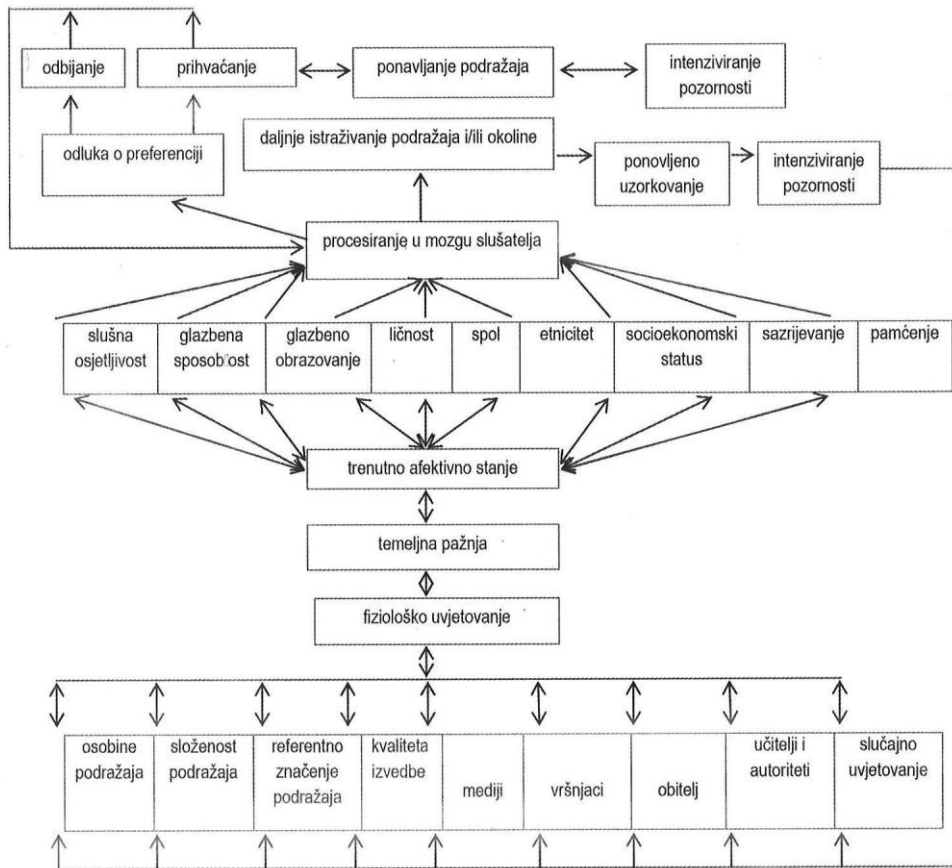 odbijanje
prihvaćanje
ponavljanje podražaja
intenziviranje
pozornosti
odluka o preferenciji
daljnje istraživanje podražaja i/ili okoline
ponovljeno
uzorkovanje
intenziviranje
pozornosti
procesiranje u mozgu slušatelja
slušna
osjetljivost
glazbena
sposobost
glazbeno
obrazovanje
ličnost
spol
etnicitet
socioekonomski
status
sazrijevanje
pamćenje
trenutno afektivno stanje
temeljna pažnja
fiziološko uvjetovanje
osobine
podražaja
složenost
podražaja
referentno
značenje
podražaja
kvaliteta
izvedbe
mediji
vršnjaci
obitelj
učitelji i
autoriteti
slučajno
uvjetovanje